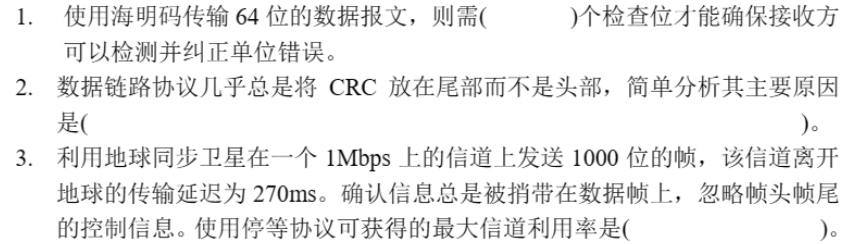 1. 使用海明码传输 64 位的数据报文，则需(        )个检查位才能确保接收方
可以检测并纠正单位错误。
2. 数据链路协议几乎总是将 CRC 放在尾部而不是头部，简单分析其主要原因
是(        )。
3. 利用地球同步卫星在一个 1Mbps 上的信道上发送 1000 位的帧，该信道离开
地球的传输延迟为 270ms。确认信息总是被捎带在数据帧上，忽略帧头帧尾
的控制信息。使用停等协议可获得的最大信道利用率是(        )。